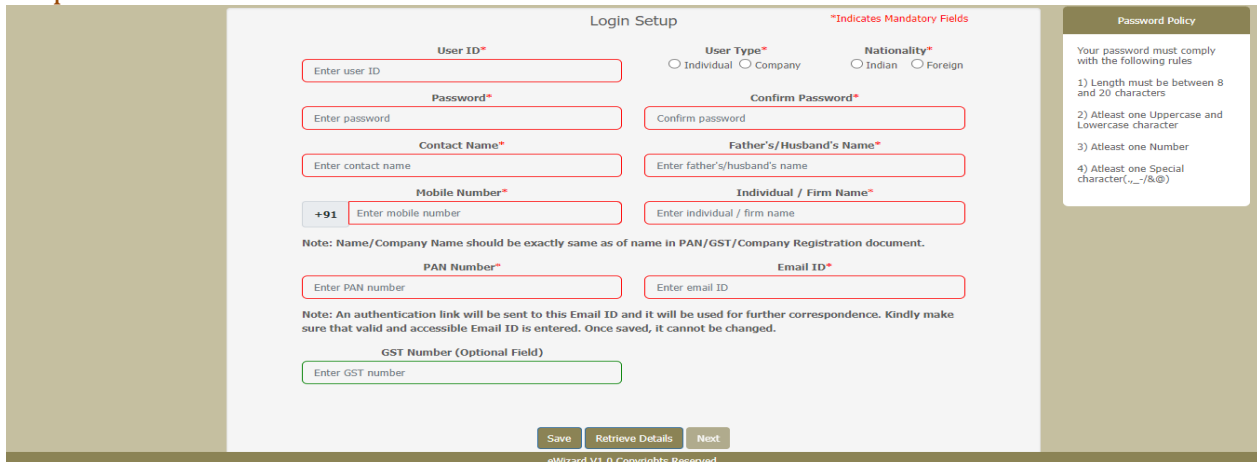 Login Setup
*Indicates Mandatory Fields
User ID*
User Type*
Nationality*
Enter user ID
Individual Company
Indian Foreign
Password*
Confirm Password*
Enter password
Confirm password
Contact Name*
Father's/Husband's Name*
Enter contact name
Enter father's/husband's name
Mobile Number*
Individual / Firm Name*
+91 Enter mobile number
Enter individual / firm name
Note: Name/Company Name should be exactly same as of name in PAN/GST/Company Registration document.
PAN Number*
Email ID*
Enter PAN number
Enter email ID
Note: An authentication link will be sent to this Email ID and it will be used for further correspondence. Kindly make
sure that valid and accessible Email ID is entered. Once saved, it cannot be changed.
GST Number (Optional Field)
Enter GST number
Save Retrieve Details Next
eWizard V1.0 Copyrights Reserved
Password Policy
Your password must comply
with the following rules
1) Length must be between 8
and 20 characters
2) Atleast one Uppercase and
Lowercase character
3) Atleast one Number
4) Atleast one Special
character(.,_-/&@)